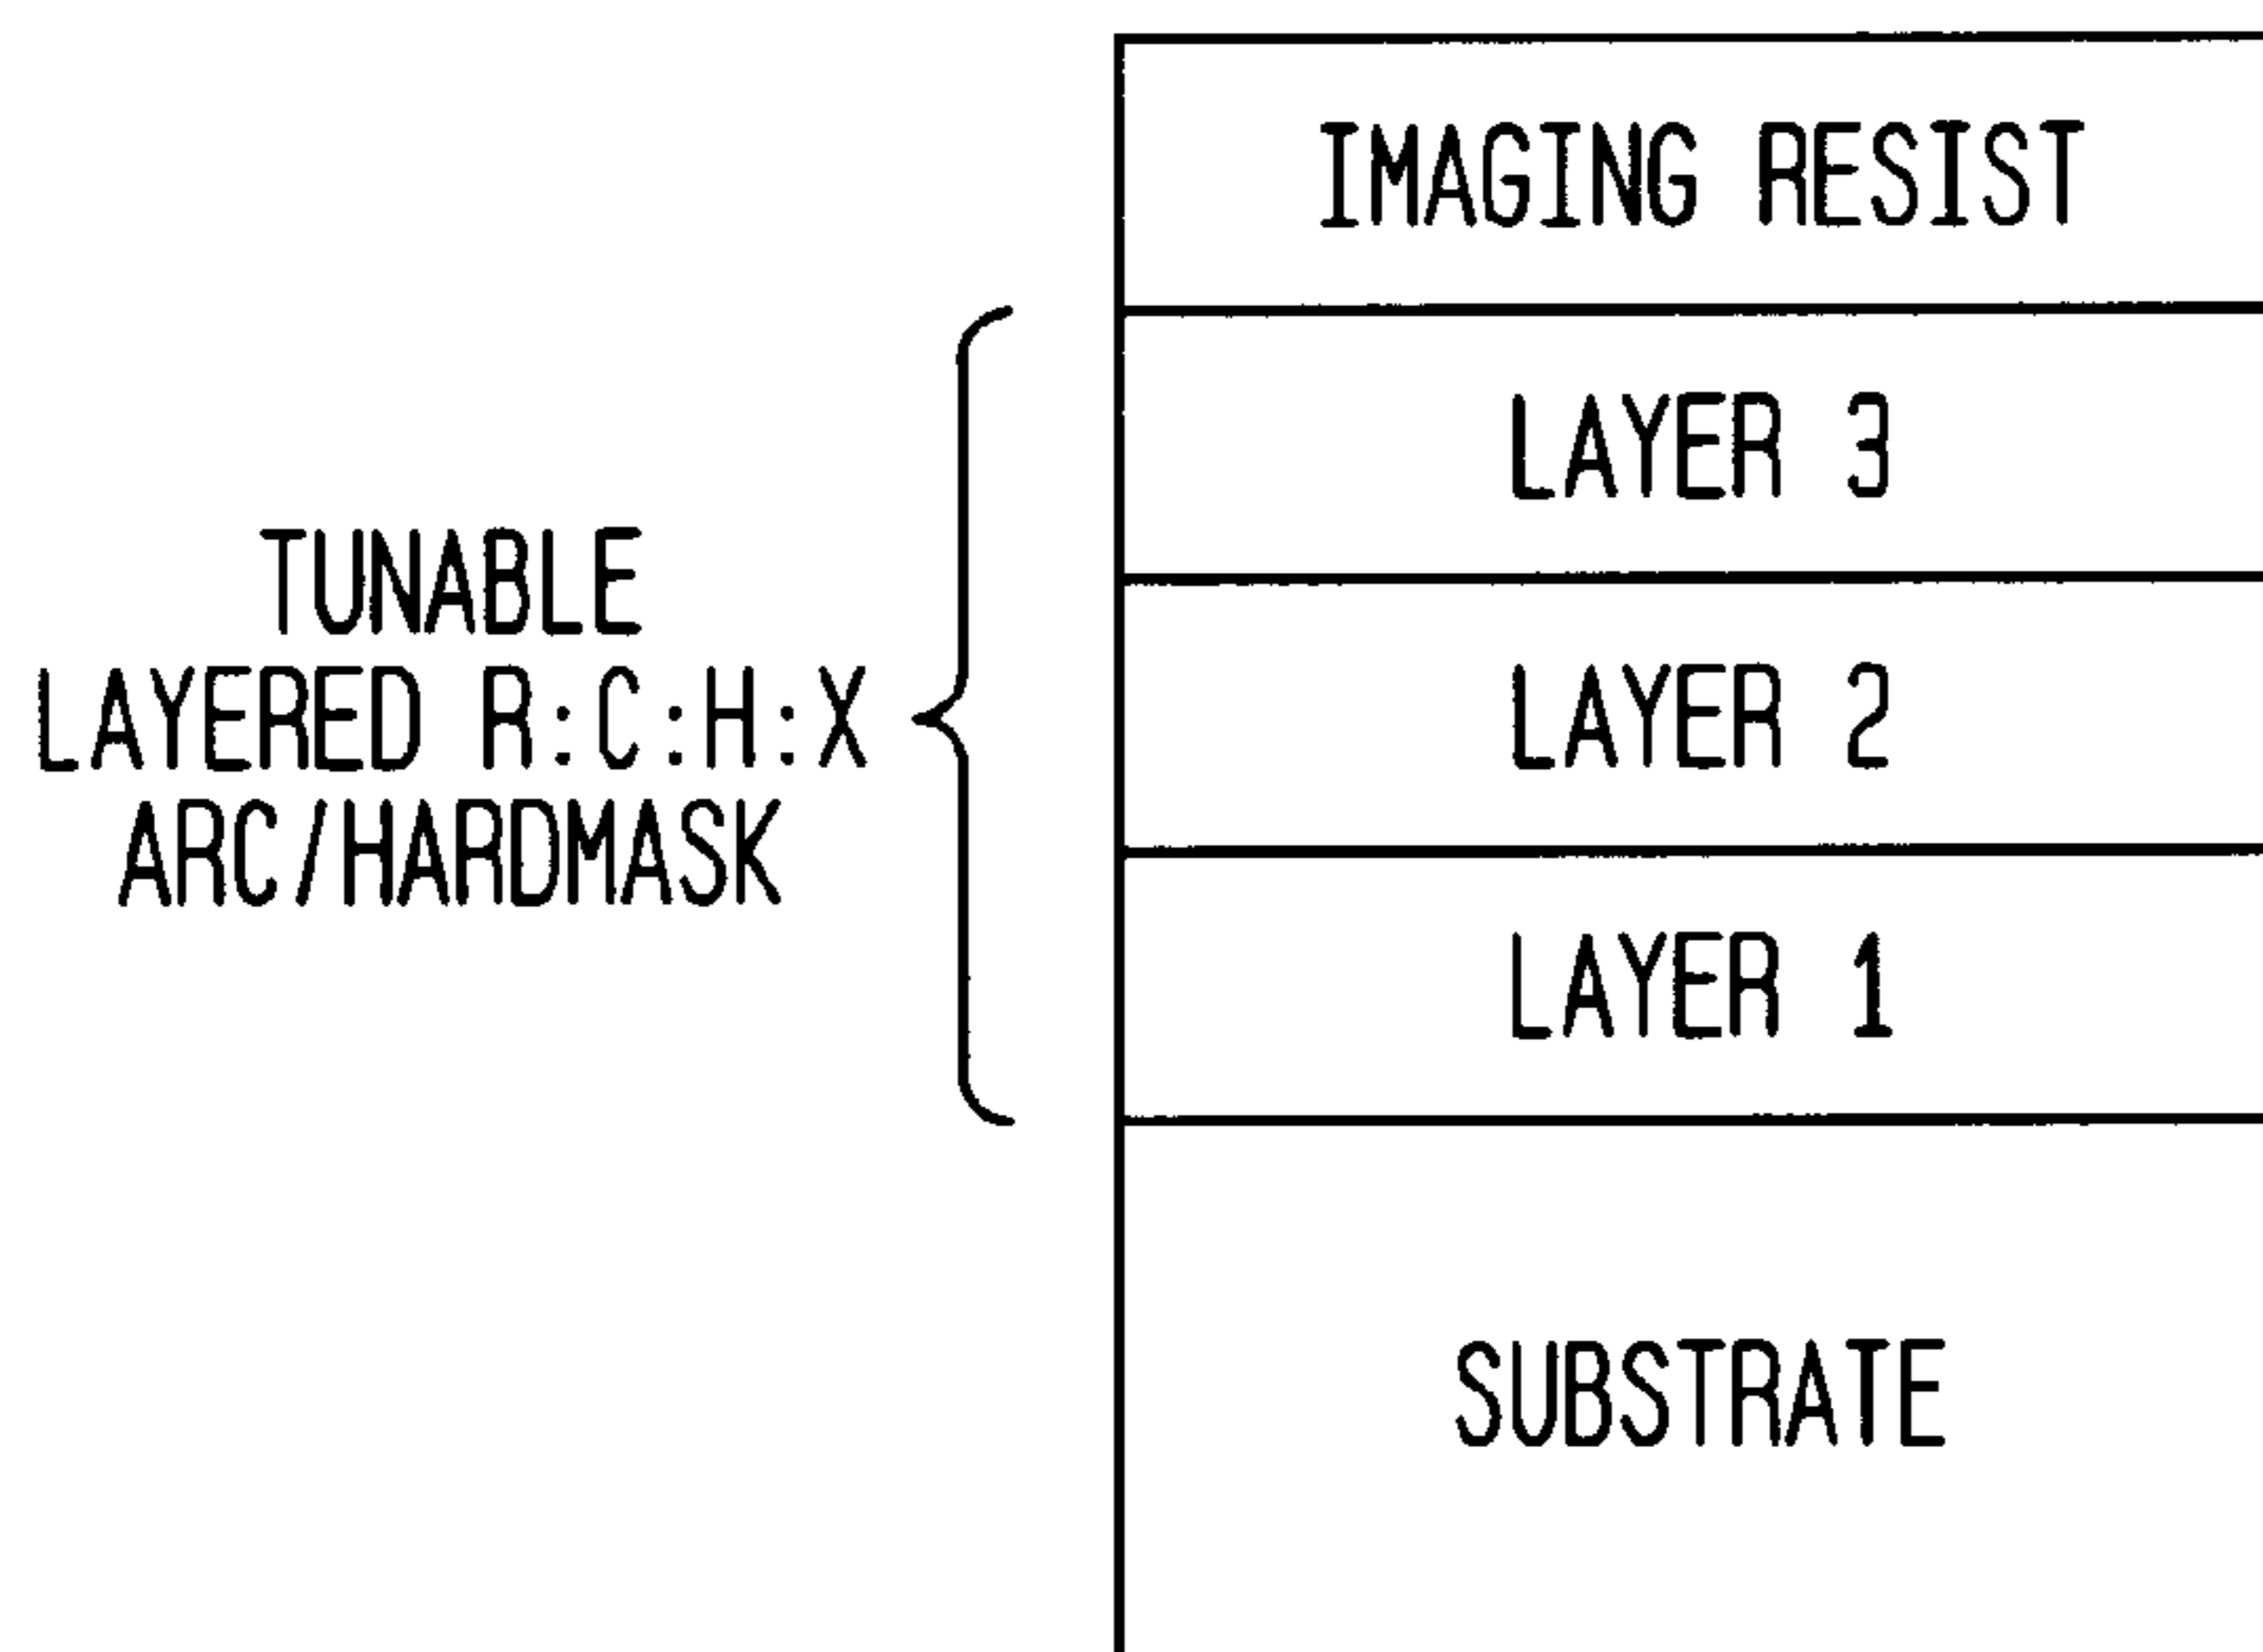 IMAGING RESIST
LAYER 3
TUNABLE
LAYERED R:C:H:X
ARC/HARDMASK
LAYER 2
LAYER 1
SUBSTRATE